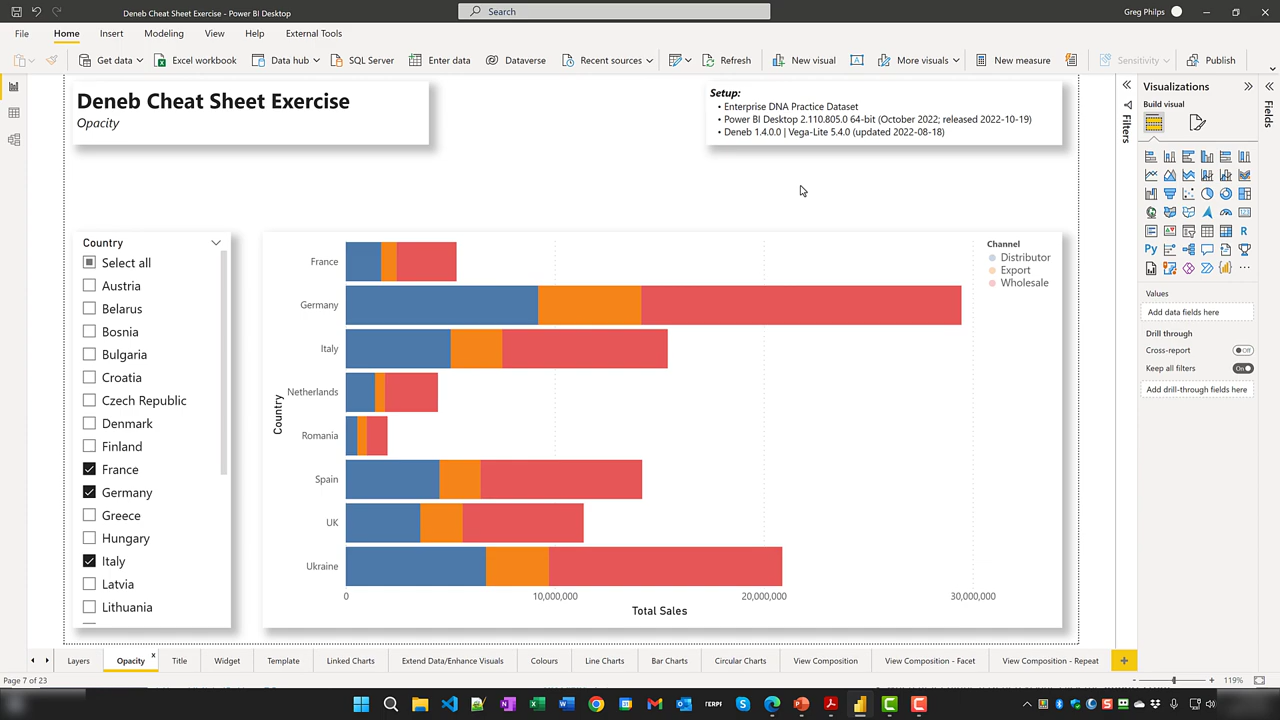 Deneb Cheat Sheet Exercise - Power BI Desktop
Search
Greg Philps
File Home Insert Modeling View Help External Tools
Get data Excel workbook Data hub SQL Server Enter data Dataverse Recent sources Refresh New visual More visuals New measure Sensitivity Publish
Deneb Cheat Sheet Exercise
Opacity
Setup:
• Enterprise DNA Practice Dataset
• Power BI Desktop 2.110.805.0 64-bit (October 2022; released 2022-10-19)
• Deneb 1.4.0.0 | Vega-Lite 5.4.0 (updated 2022-08-18)
Country
Select all
Austria
Belarus
Bosnia
Bulgaria
Croatia
Czech Republic
Denmark
Finland
France
Germany
Greece
Hungary
Italy
Latvia
Lithuania
Country
France
Germany
Italy
Netherlands
Romania
Spain
UK
Ukraine
0 10,000,000 20,000,000 30,000,000
Total Sales
Channel
Distributor
Export
Wholesale
Filters
Visualizations
Build visual
R
Py
Values
Add data fields here
Drill through
Cross-report
Off
Keep all filters
On
Add drill-through fields here
Fields
Layers Opacity x Title Widget Template Linked Charts Extend Data/Enhance Visuals Colours Line Charts Bar Charts Circular Charts View Composition View Composition - Facet View Composition - Repeat
Page 7 of 23
119%